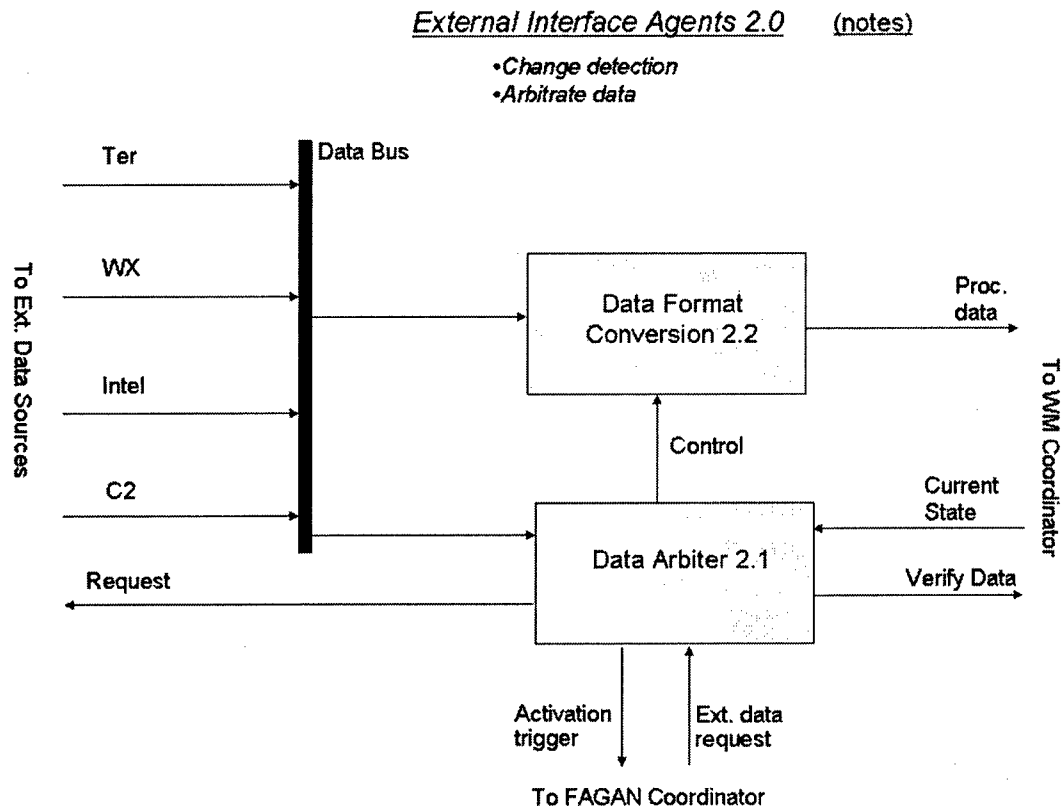 External Interface Agents 2.0 (notes)
•Change detection
•Arbitrate data
Ter
Data Bus
WX
To Ext. Data Sources
Intel
C2
Request
Data Format
Conversion 2.2
Proc.
data
To WM Coordinator
Control
Current
State
Data Arbiter 2.1
Verify Data
Activation
trigger
Ext. data
request
To FAGAN Coordinator